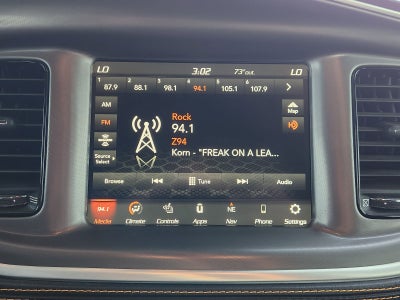 LO 3:02 73°out. LO
1 2 3 4 5 6
87.9 88.1 98.1 94.1 105.1 107.9
AM
Map
FM
Rock
94.1
Z94
Korn - "FREAK ON A LEA...
Source
Select
Browse Tune Audio
94.1 NE
Media Climate Controls Apps Nav Phone Settings